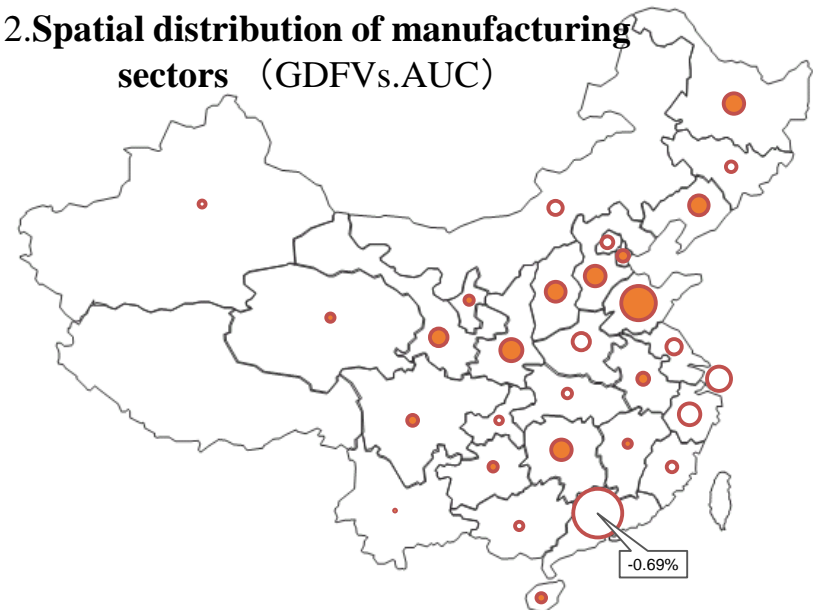 2.Spatial distribution of manufacturing
sectors （GDFVs.AUC）
-0.69%